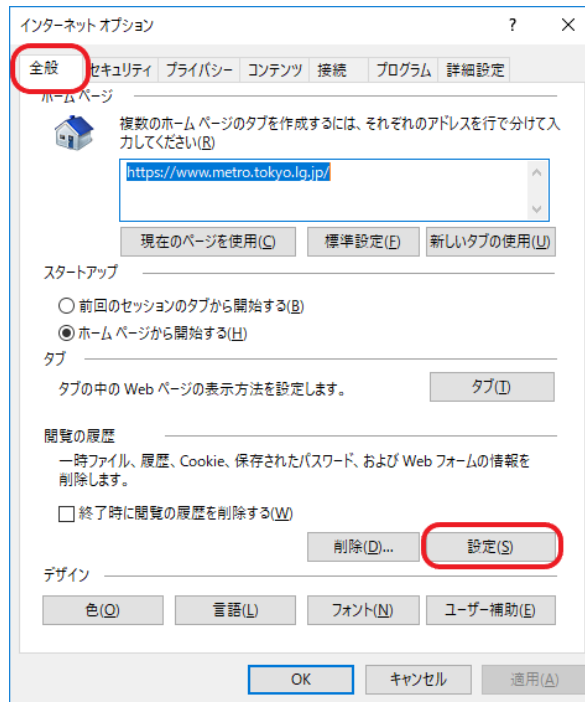 インターネット オプション
全般 セキュリティ プライバシー コンテンツ 接続 プログラム 詳細設定
ホーム ページ
複数のホーム ページのタブを作成するには、それぞれのアドレスを行で分けて入
力してください(R)
https://www.metro.tokyo.lg.jp/
現在のページを使用(C) 標準設定(F) 新しいタブの使用(U)
スタートアップ
前回のセッションのタブから開始する(B)
ホーム ページから開始する(H)
タブ
タブの中の Web ページの表示方法を設定します。 タブ(T)
閲覧の履歴
一時ファイル、履歴、Cookie、保存されたパスワード、および Web フォームの情報を
削除します。
終了時に閲覧の履歴を削除する(W)
削除(D)... 設定(S)
デザイン
色(O) 言語(L) フォント(N) ユーザー補助(E)
OK キャンセル 適用(A)